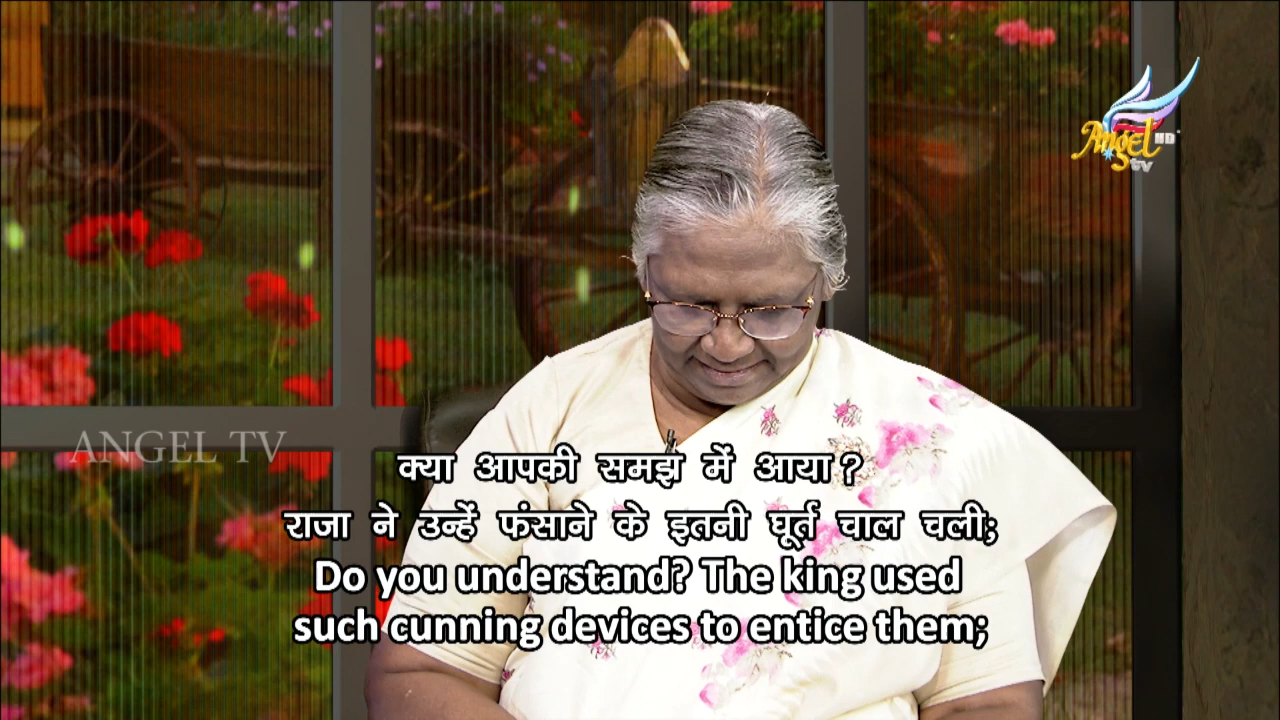 Angel HD
tv
ANGEL TV
क्या आपकी समझ में आया?
राजा ने उन्हें फंसाने के इतनी धूर्त चाल चली;
Do you understand? The king used
such cunning devices to entice them;